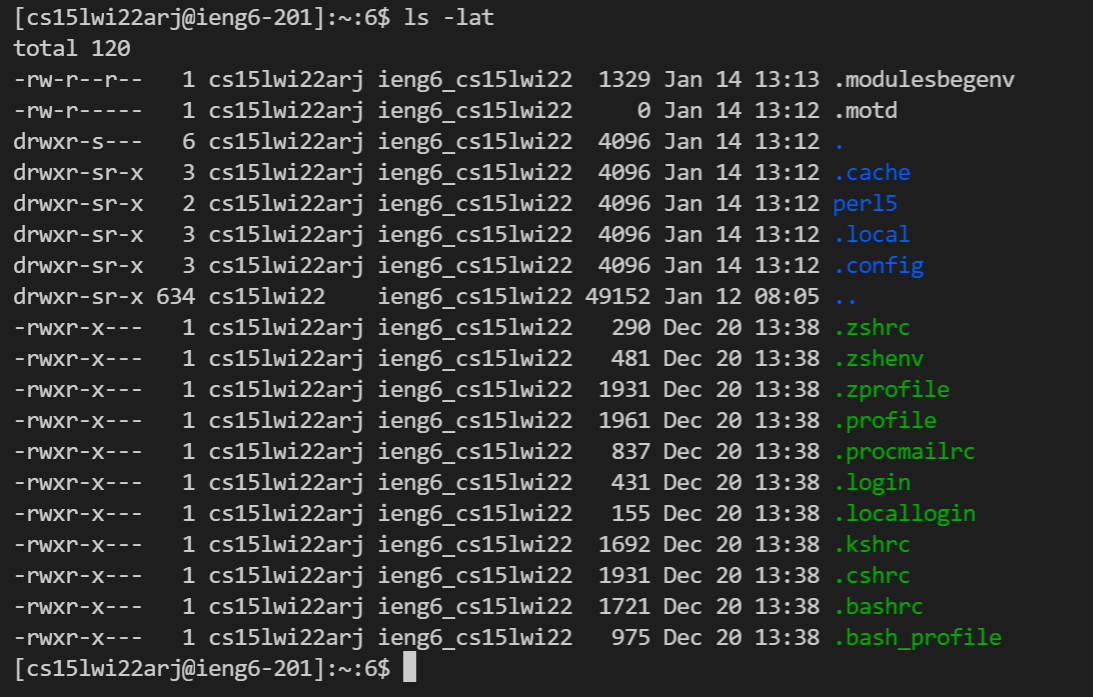 [cs15lwi22arj@ieng6-201]:~:6$ ls -lat
total 120
-rw-r--r--   1 cs15lwi22arj ieng6_cs15lwi22  1329 Jan 14 13:13 .modulesbegenv
-rw-r-----   1 cs15lwi22arj ieng6_cs15lwi22     0 Jan 14 13:12 .motd
drwxr-s---   6 cs15lwi22arj ieng6_cs15lwi22  4096 Jan 14 13:12 .
drwxr-sr-x   3 cs15lwi22arj ieng6_cs15lwi22  4096 Jan 14 13:12 .cache
drwxr-sr-x   2 cs15lwi22arj ieng6_cs15lwi22  4096 Jan 14 13:12 perl5
drwxr-sr-x   3 cs15lwi22arj ieng6_cs15lwi22  4096 Jan 14 13:12 .local
drwxr-sr-x   3 cs15lwi22arj ieng6_cs15lwi22  4096 Jan 14 13:12 .config
drwxr-sr-x 634 cs15lwi22    ieng6_cs15lwi22 49152 Jan 12 08:05 ..
-rwxr-x---   1 cs15lwi22arj ieng6_cs15lwi22   290 Dec 20 13:38 .zshrc
-rwxr-x---   1 cs15lwi22arj ieng6_cs15lwi22   481 Dec 20 13:38 .zshenv
-rwxr-x---   1 cs15lwi22arj ieng6_cs15lwi22  1931 Dec 20 13:38 .zprofile
-rwxr-x---   1 cs15lwi22arj ieng6_cs15lwi22  1961 Dec 20 13:38 .profile
-rwxr-x---   1 cs15lwi22arj ieng6_cs15lwi22   837 Dec 20 13:38 .procmailrc
-rwxr-x---   1 cs15lwi22arj ieng6_cs15lwi22   431 Dec 20 13:38 .login
-rwxr-x---   1 cs15lwi22arj ieng6_cs15lwi22   155 Dec 20 13:38 .locallogin
-rwxr-x---   1 cs15lwi22arj ieng6_cs15lwi22  1692 Dec 20 13:38 .kshrc
-rwxr-x---   1 cs15lwi22arj ieng6_cs15lwi22  1931 Dec 20 13:38 .cshrc
-rwxr-x---   1 cs15lwi22arj ieng6_cs15lwi22  1721 Dec 20 13:38 .bashrc
-rwxr-x---   1 cs15lwi22arj ieng6_cs15lwi22   975 Dec 20 13:38 .bash_profile
[cs15lwi22arj@ieng6-201]:~:6$